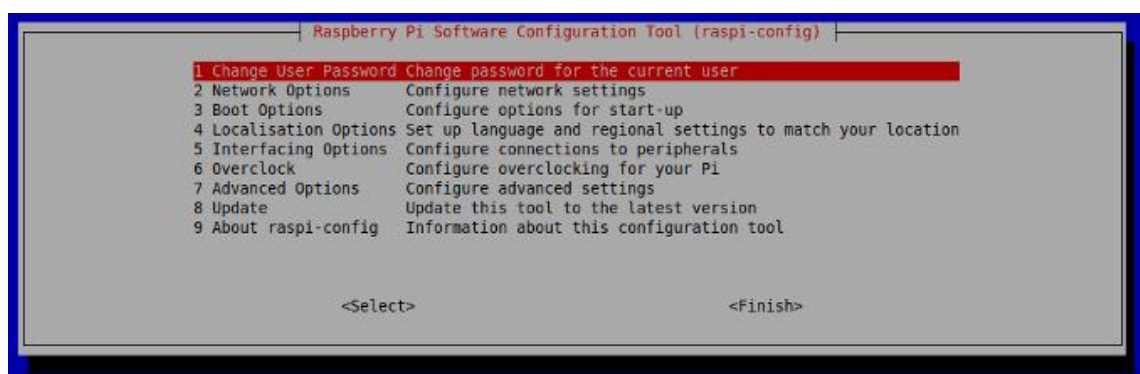 Raspberry Pi Software Configuration Tool (raspi-config)
1 Change User Password Change password for the current user
2 Network Options Configure network settings
3 Boot Options Configure options for start-up
4 Localisation Options Set up language and regional settings to match your location
5 Interfacing Options Configure connections to peripherals
6 Overclock Configure overclocking for your Pi
7 Advanced Options Configure advanced settings
8 Update Update this tool to the latest version
9 About raspi-config Information about this configuration tool
<Select> <Finish>